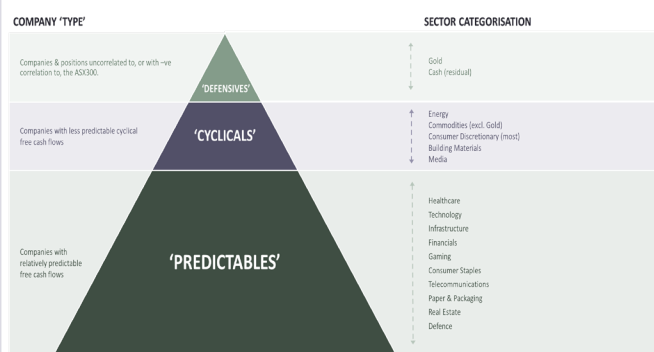 COMPANY 'TYPE'
SECTOR CATEGORISATION
Companies & positions uncorrelated to, or with –ve
correlation to, the ASX300.
'DEFENSIVES'
Gold
Cash (residual)
Companies with less predictable cyclical
free cash flows
'CYCLICALS'
Energy
Commodities (excl. Gold)
Consumer Discretionary (most)
Building Materials
Media
Companies with
relatively predictable
free cash flows
'PREDICTABLES'
Healthcare
Technology
Infrastructure
Financials
Gaming
Consumer Staples
Telecommunications
Paper & Packaging
Real Estate
Defence